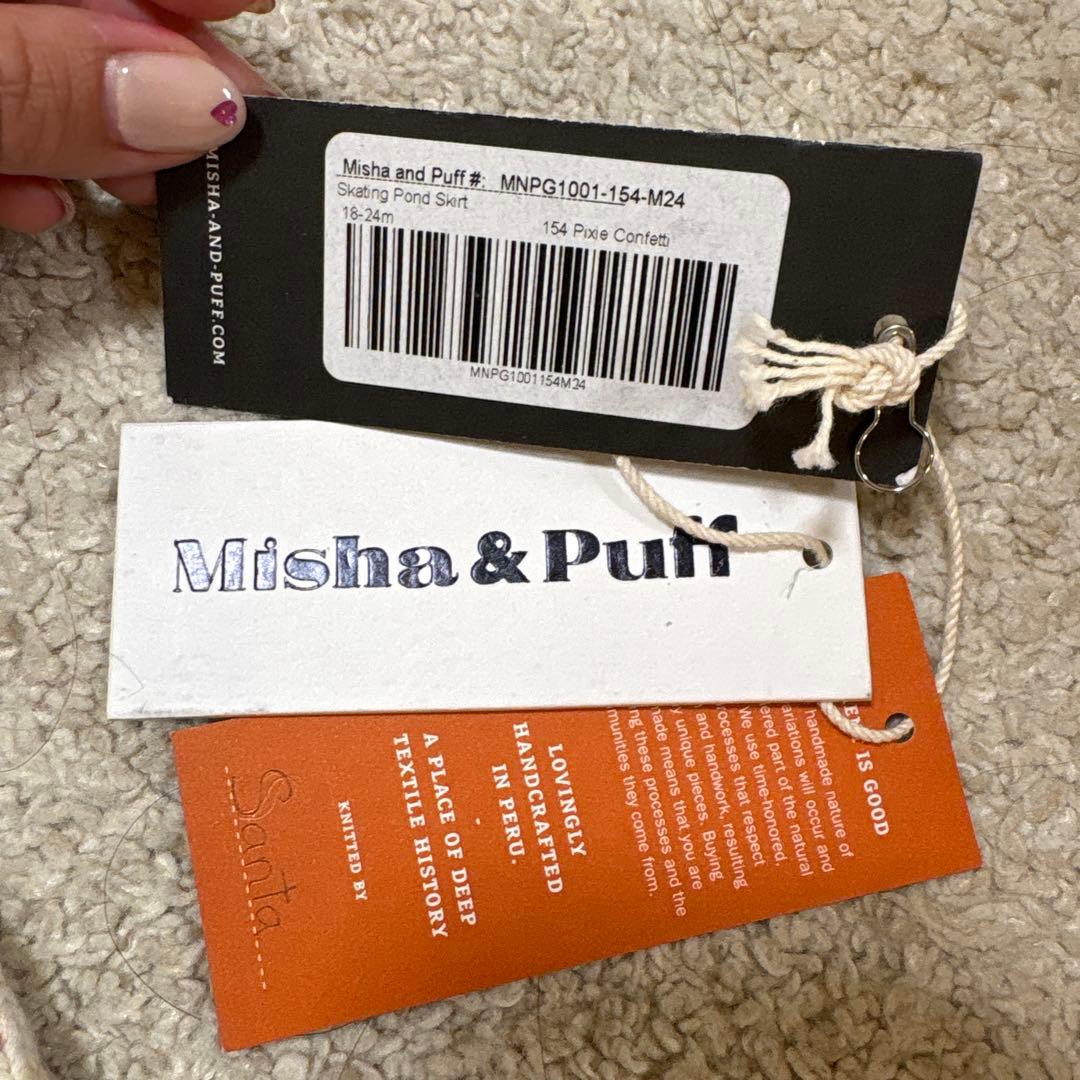 MISHA-AND-PUFF.COM
Misha and Puff #: MNPG1001-154-M24
Skating Pond Skirt
18-24m 154 Pixie Confetti
MNPG1001154M24
Misha & Puff
IS GOOD
handmade nature of
will occur and
part of the natural
We use time-honored
that respect
and handwork, resulting
unique pieces. Buying
means that you are
these processes and the
they come from.
LOVINGLY
HANDCRAFTED
IN PERU.
-
A PLACE OF DEEP
TEXTILE HISTORY
KNITTED BY
Santa